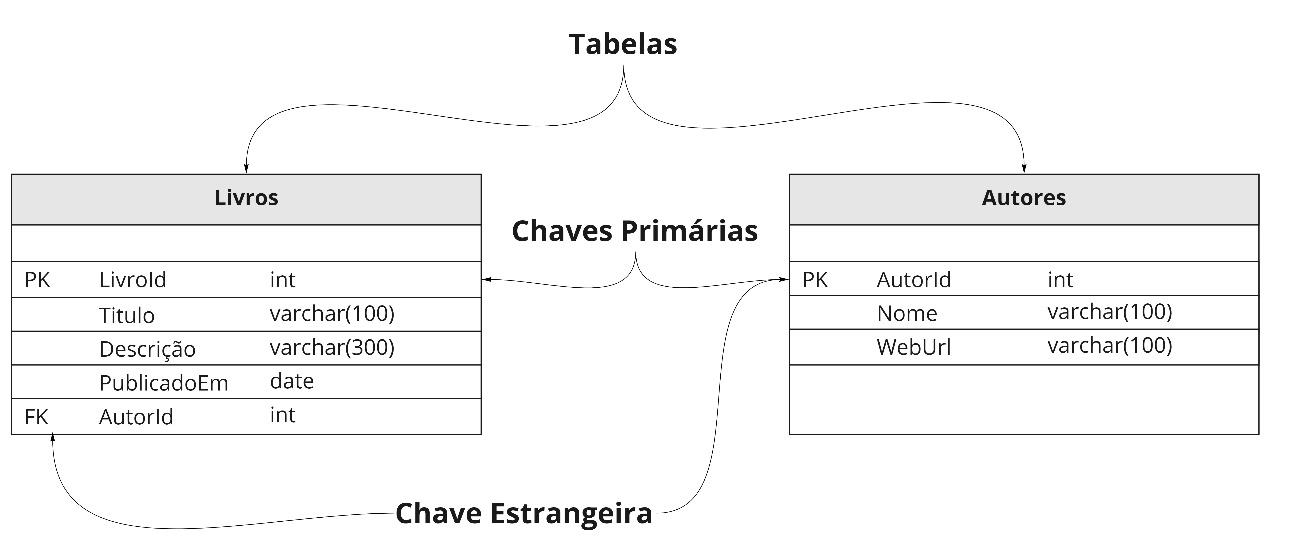 Tabelas
Livros
Autores
Chaves Primárias
PK LivroId int
Titulo varchar(100)
Descrição varchar(300)
PublicadoEm date
FK AutorId int
PK AutorId int
Nome varchar(100)
WebUrl varchar(100)
Chave Estrangeira